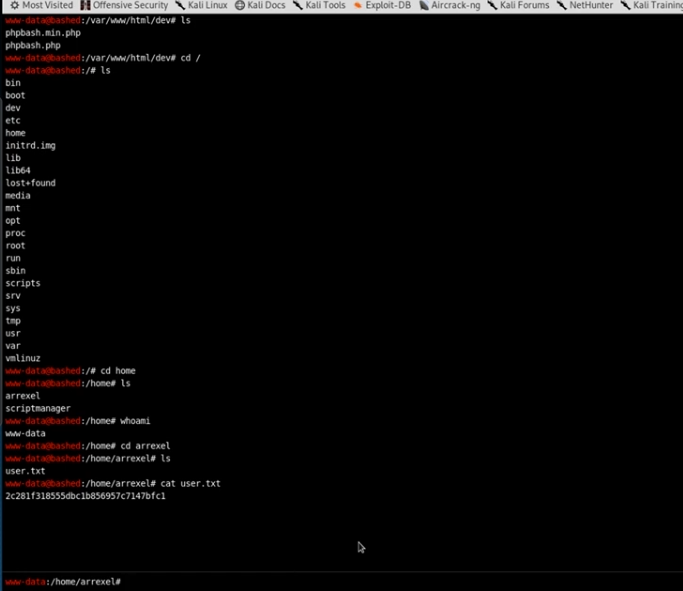 Most Visited Offensive Security Kali Linux Kali Docs Kali Tools Exploit-DB Aircrack-ng Kali Forums NetHunter Kali Training
www-data@bashed:/var/www/html/dev# ls
phpbash.min.php
phpbash.php
www-data@bashed:/var/www/html/dev# cd /
www-data@bashed:/# ls
bin
boot
dev
etc
home
initrd.img
lib
lib64
lost+found
media
mnt
opt
proc
root
run
sbin
scripts
srv
sys
tmp
usr
var
vmlinuz
www-data@bashed:/# cd home
www-data@bashed:/home# ls
arrexel
scriptmanager
www-data@bashed:/home# whoami
www-data
www-data@bashed:/home# cd arrexel
www-data@bashed:/home/arrexel# ls
user.txt
www-data@bashed:/home/arrexel# cat user.txt
2c281f318555dbc1b856957c7147bfc1
www-data:/home/arrexel#